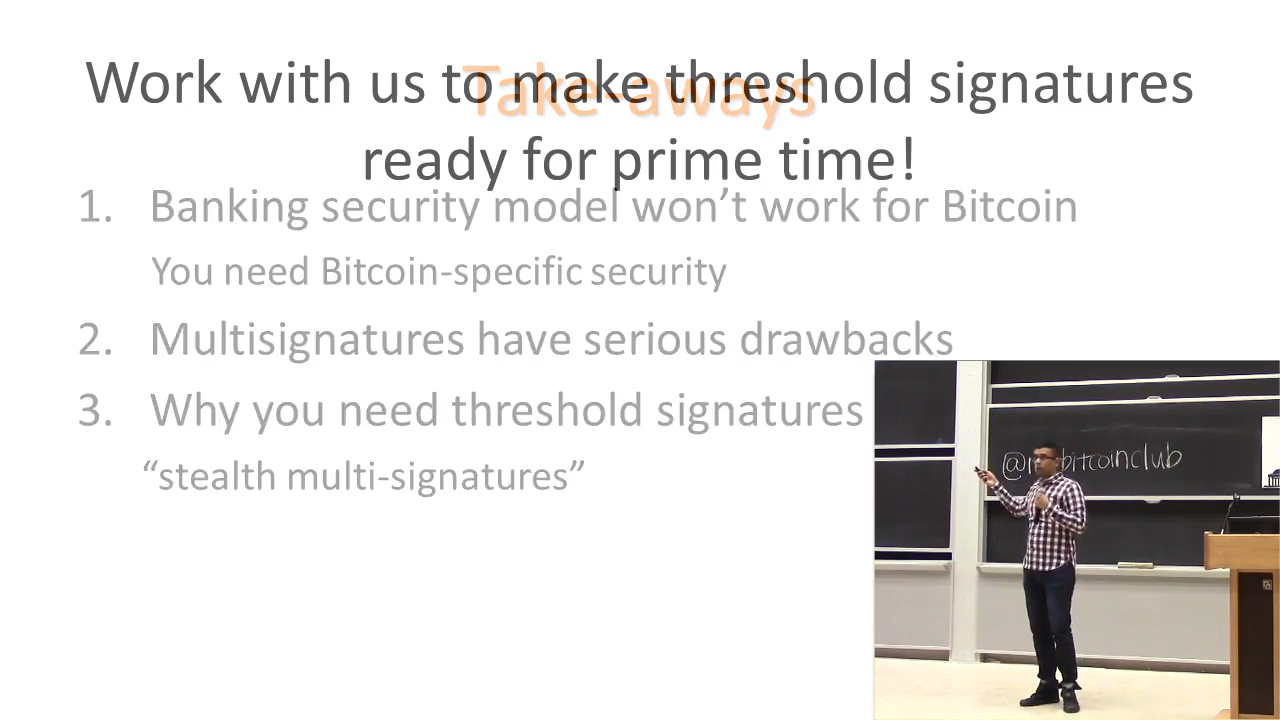 Work with us to make threshold signatures
ready for prime time!
Take-aways
1. Banking security model won’t work for Bitcoin
You need Bitcoin-specific security
2. Multisignatures have serious drawbacks
3. Why you need threshold signatures
“stealth multi-signatures”